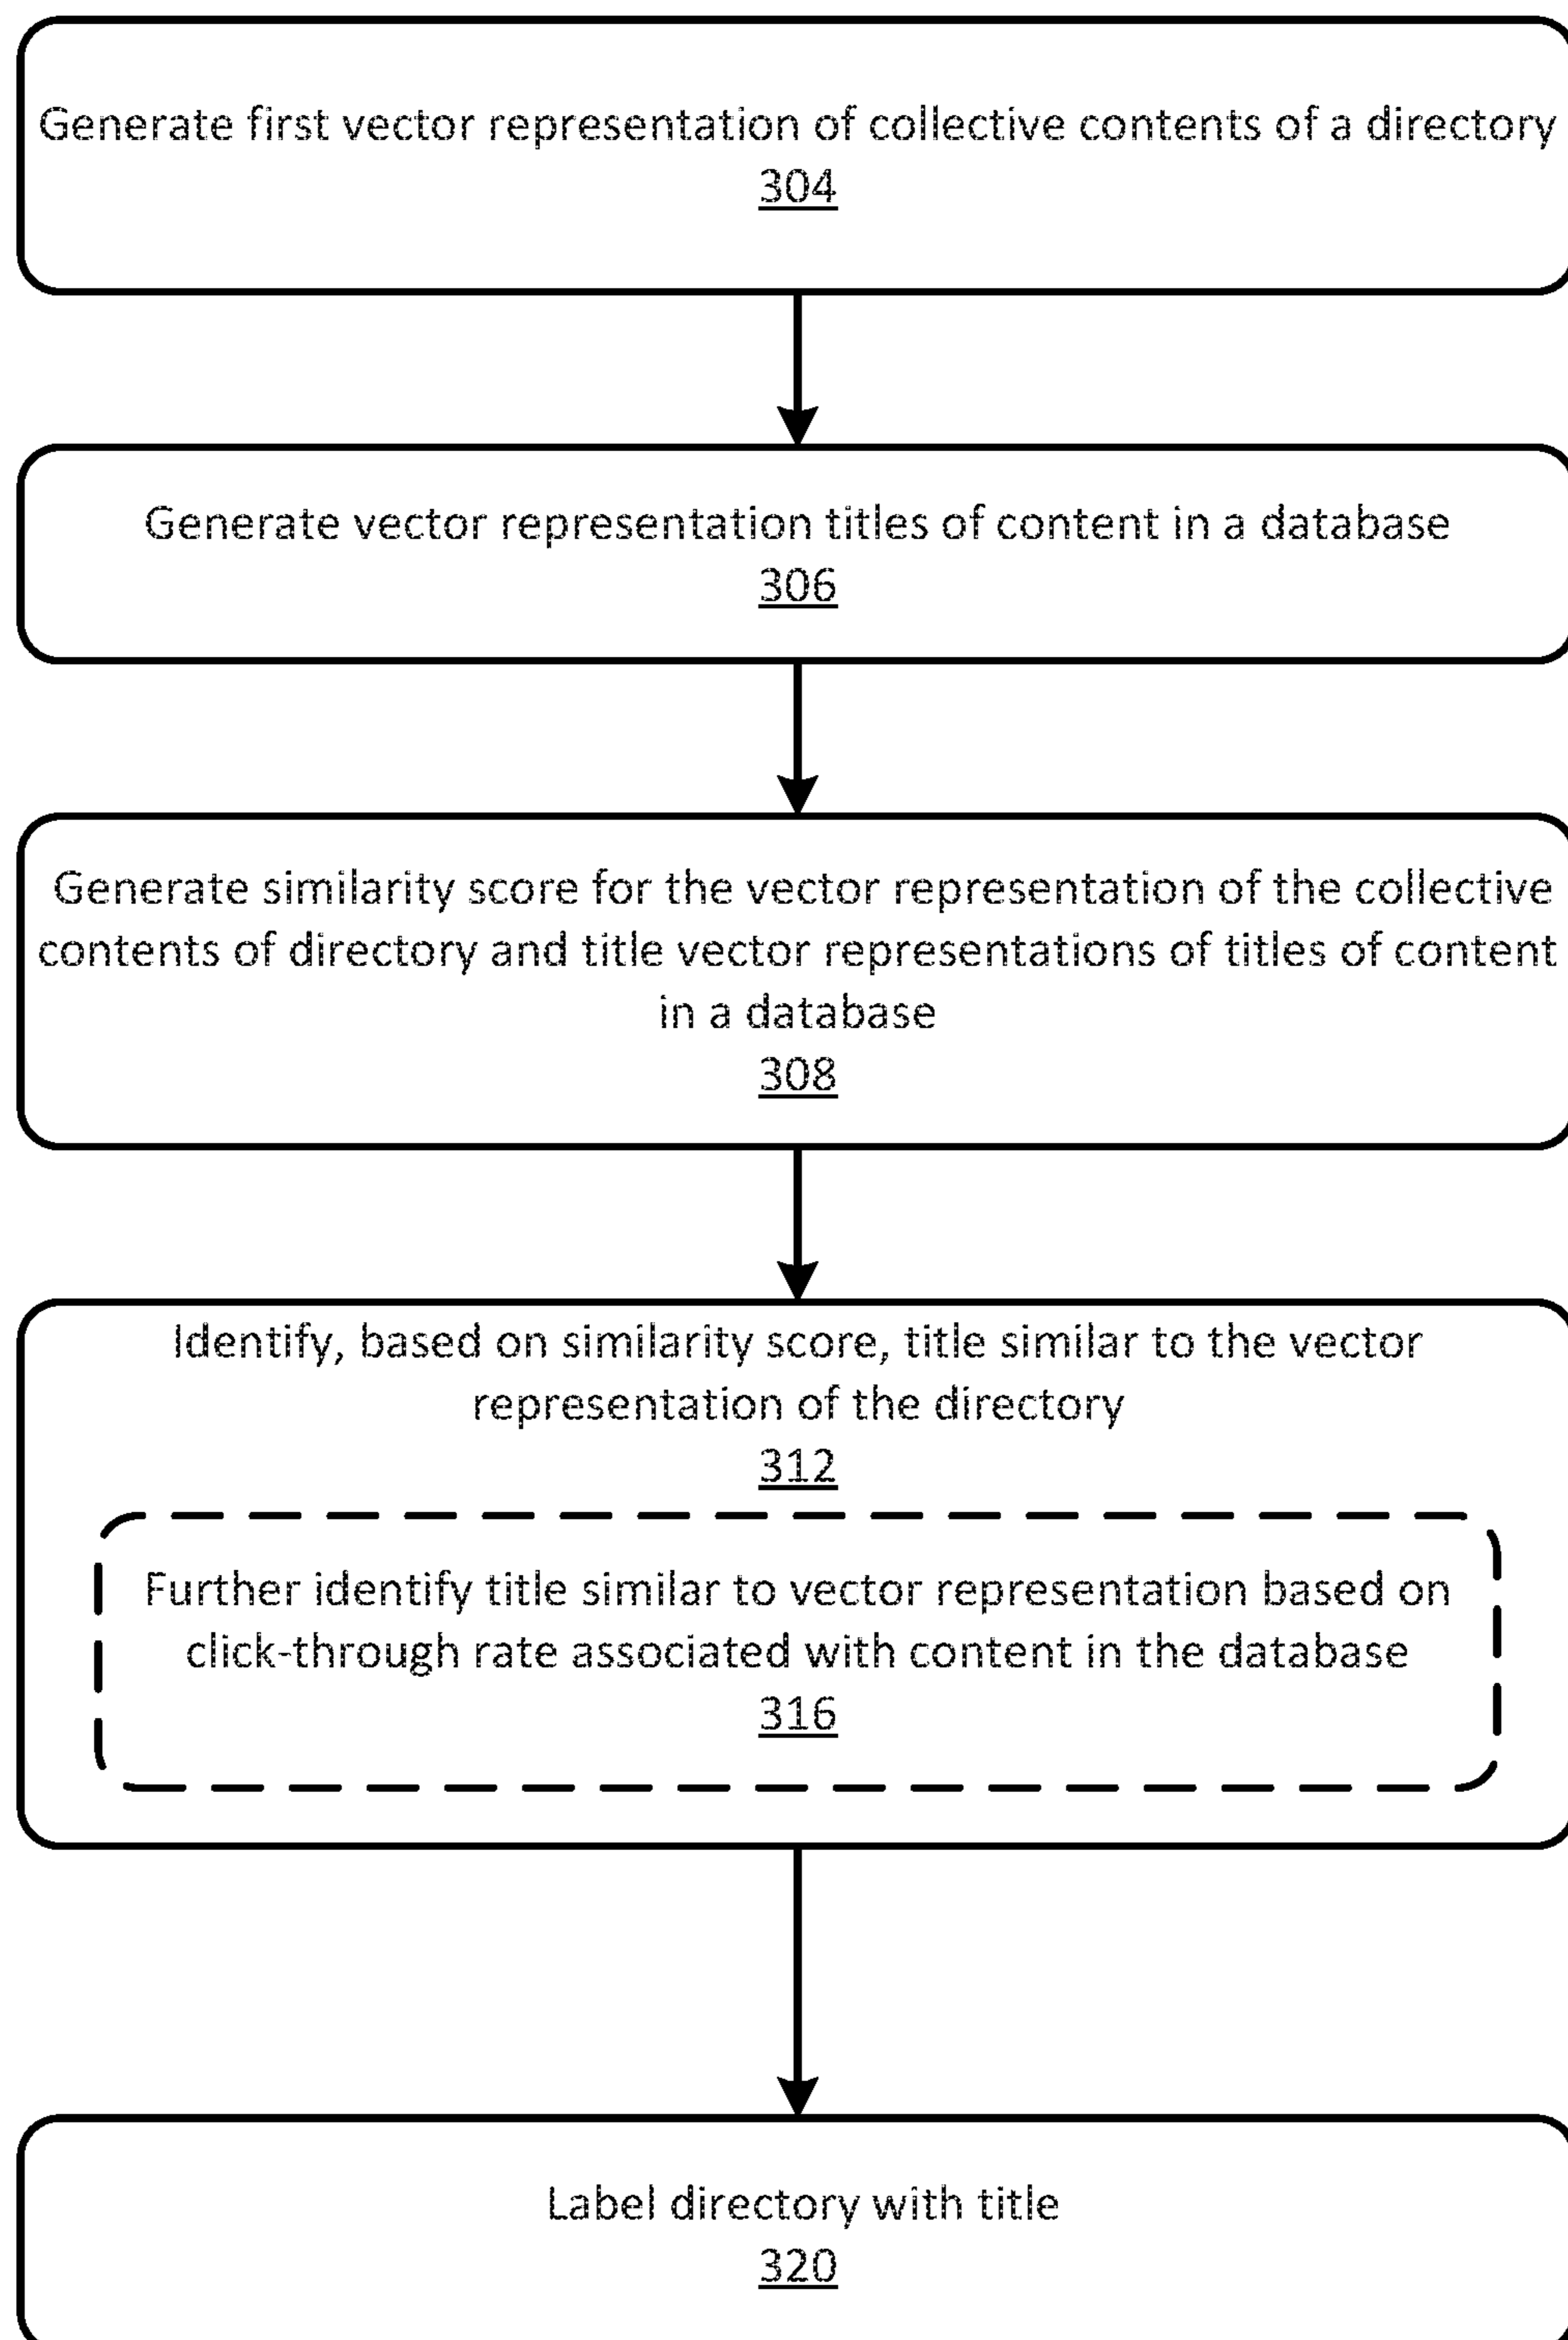 Generate first vector representation of collective contents of a directory
304
Generate vector representation titles of content in a database
306
Generate similarity score for the vector representation of the collective
contents of directory and title vector representations of titles of content
in a database
308
Identify, based on similarity score, title similar to the vector
representation of the directory
312
Further identify title similar to vector representation based on
click-through rate associated with content in the database
316
Label directory with title
320